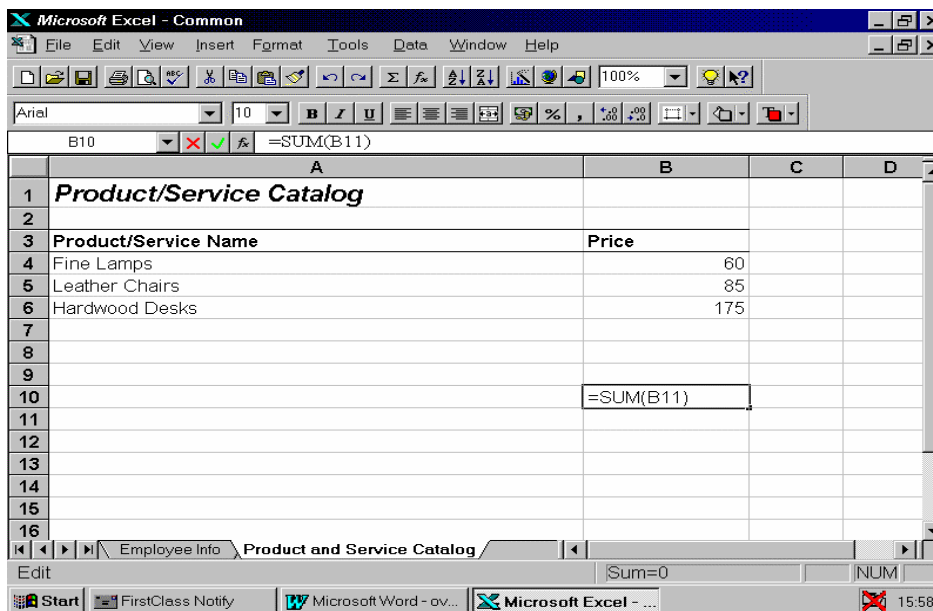 Microsoft Excel - Common
File Edit View Insert Format Tools Data Window Help
100%
Arial 10 B I U % ,
B10 =SUM(B11)
A B C D
1 Product/Service Catalog
2
3 Product/Service Name Price
4 Fine Lamps 60
5 Leather Chairs 85
6 Hardwood Desks 175
7
8
9
10 =SUM(B11)
11
12
13
14
15
16
Employee Info Product and Service Catalog
Edit Sum=0 NUM
Start FirstClass Notify Microsoft Word - ov... Microsoft Excel - ... 15:58